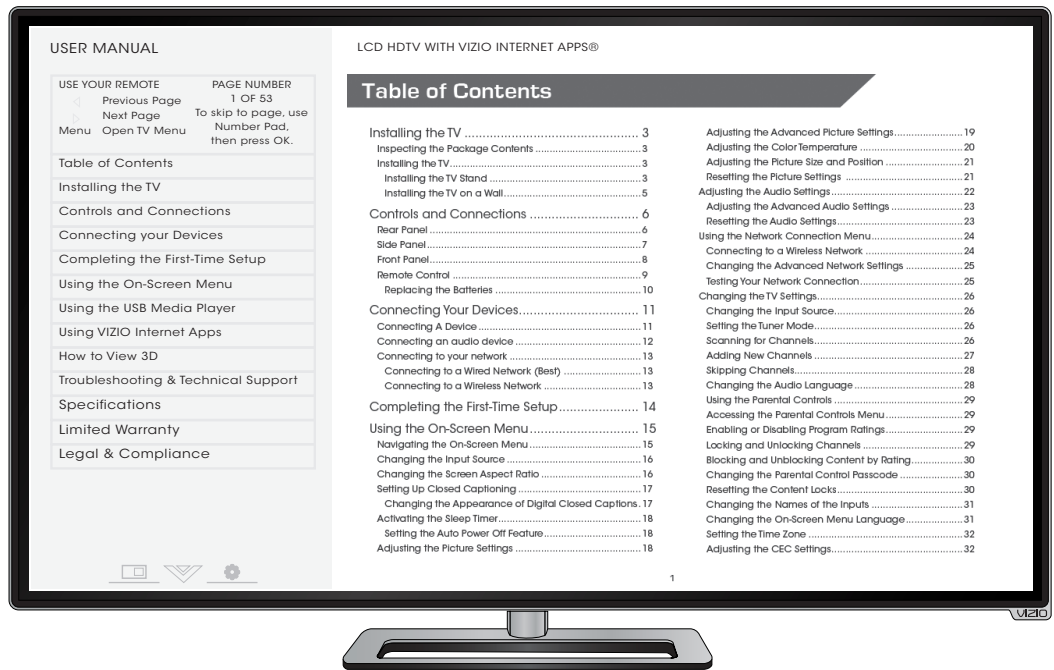 USER MANUAL
USE YOUR REMOTE
Previous Page
Next Page
Menu Open TV Menu
PAGE NUMBER
1 OF 53
To skip to page, use
Number Pad,
then press OK.
Table of Contents
Installing the TV
Controls and Connections
Connecting your Devices
Completing the First-Time Setup
Using the On-Screen Menu
Using the USB Media Player
Using VIZIO Internet Apps
How to View 3D
Troubleshooting & Technical Support
Specifications
Limited Warranty
Legal & Compliance
LCD HDTV WITH VIZIO INTERNET APPS®
Table of Contents
Installing the TV ........ 3
Inspecting the Package Contents ........ 3
Installing the TV ........ 3
Installing the TV Stand ........ 3
Installing the TV on a Wall ........ 5
Controls and Connections ........ 6
Rear Panel ........ 6
Side Panel ........ 7
Front Panel ........ 8
Remote Control ........ 9
Replacing the Batteries ........ 10
Connecting Your Devices ........ 11
Connecting A Device ........ 11
Connecting an audio device ........ 12
Connecting to your network ........ 13
Connecting to a Wired Network (Best) ........ 13
Connecting to a Wireless Network ........ 13
Completing the First-Time Setup ........ 14
Using the On-Screen Menu ........ 15
Navigating the On-Screen Menu ........ 15
Changing the Input Source ........ 16
Changing the Screen Aspect Ratio ........ 16
Setting Up Closed Captioning ........ 17
Changing the Appearance of Digital Closed Captions. 17
Activating the Sleep Timer ........ 18
Setting the Auto Power Off Feature ........ 18
Adjusting the Picture Settings ........ 18
Adjusting the Advanced Picture Settings ........ 19
Adjusting the Color Temperature ........ 20
Adjusting the Picture Size and Position ........ 21
Resetting the Picture Settings ........ 21
Adjusting the Audio Settings ........ 22
Adjusting the Advanced Audio Settings ........ 23
Resetting the Audio Settings ........ 23
Using the Network Connection Menu ........ 24
Connecting to a Wireless Network ........ 24
Changing the Advanced Network Settings ........ 25
Testing Your Network Connection ........ 25
Changing the TV Settings ........ 26
Changing the Input Source ........ 26
Setting the Tuner Mode ........ 26
Scanning for Channels ........ 26
Adding New Channels ........ 27
Skipping Channels ........ 28
Changing the Audio Language ........ 28
Using the Parental Controls ........ 29
Accessing the Parental Controls Menu ........ 29
Enabling or Disabling Program Ratings ........ 29
Locking and Unlocking Channels ........ 29
Blocking and Unblocking Content by Rating ........ 30
Changing the Parental Control Passcode ........ 30
Resetting the Content Locks ........ 30
Changing the Names of the Inputs ........ 31
Changing the On-Screen Menu Language ........ 31
Setting the Time Zone ........ 32
Adjusting the CEC Settings ........ 32
1
VIZIO